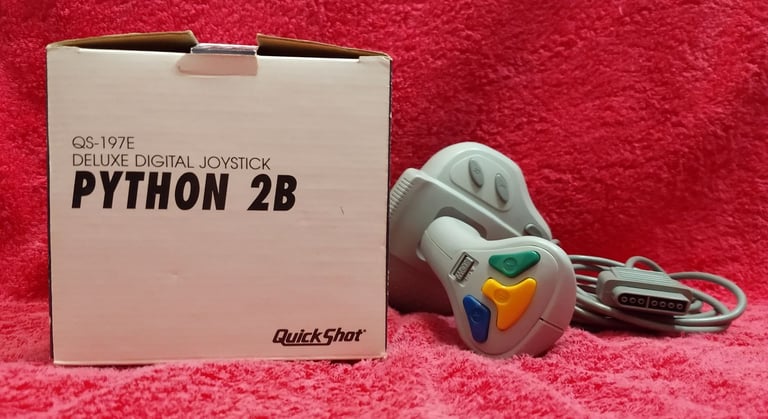 QS-197E
DELUXE DIGITAL JOYSTICK
PYTHON 2B
QuickShot